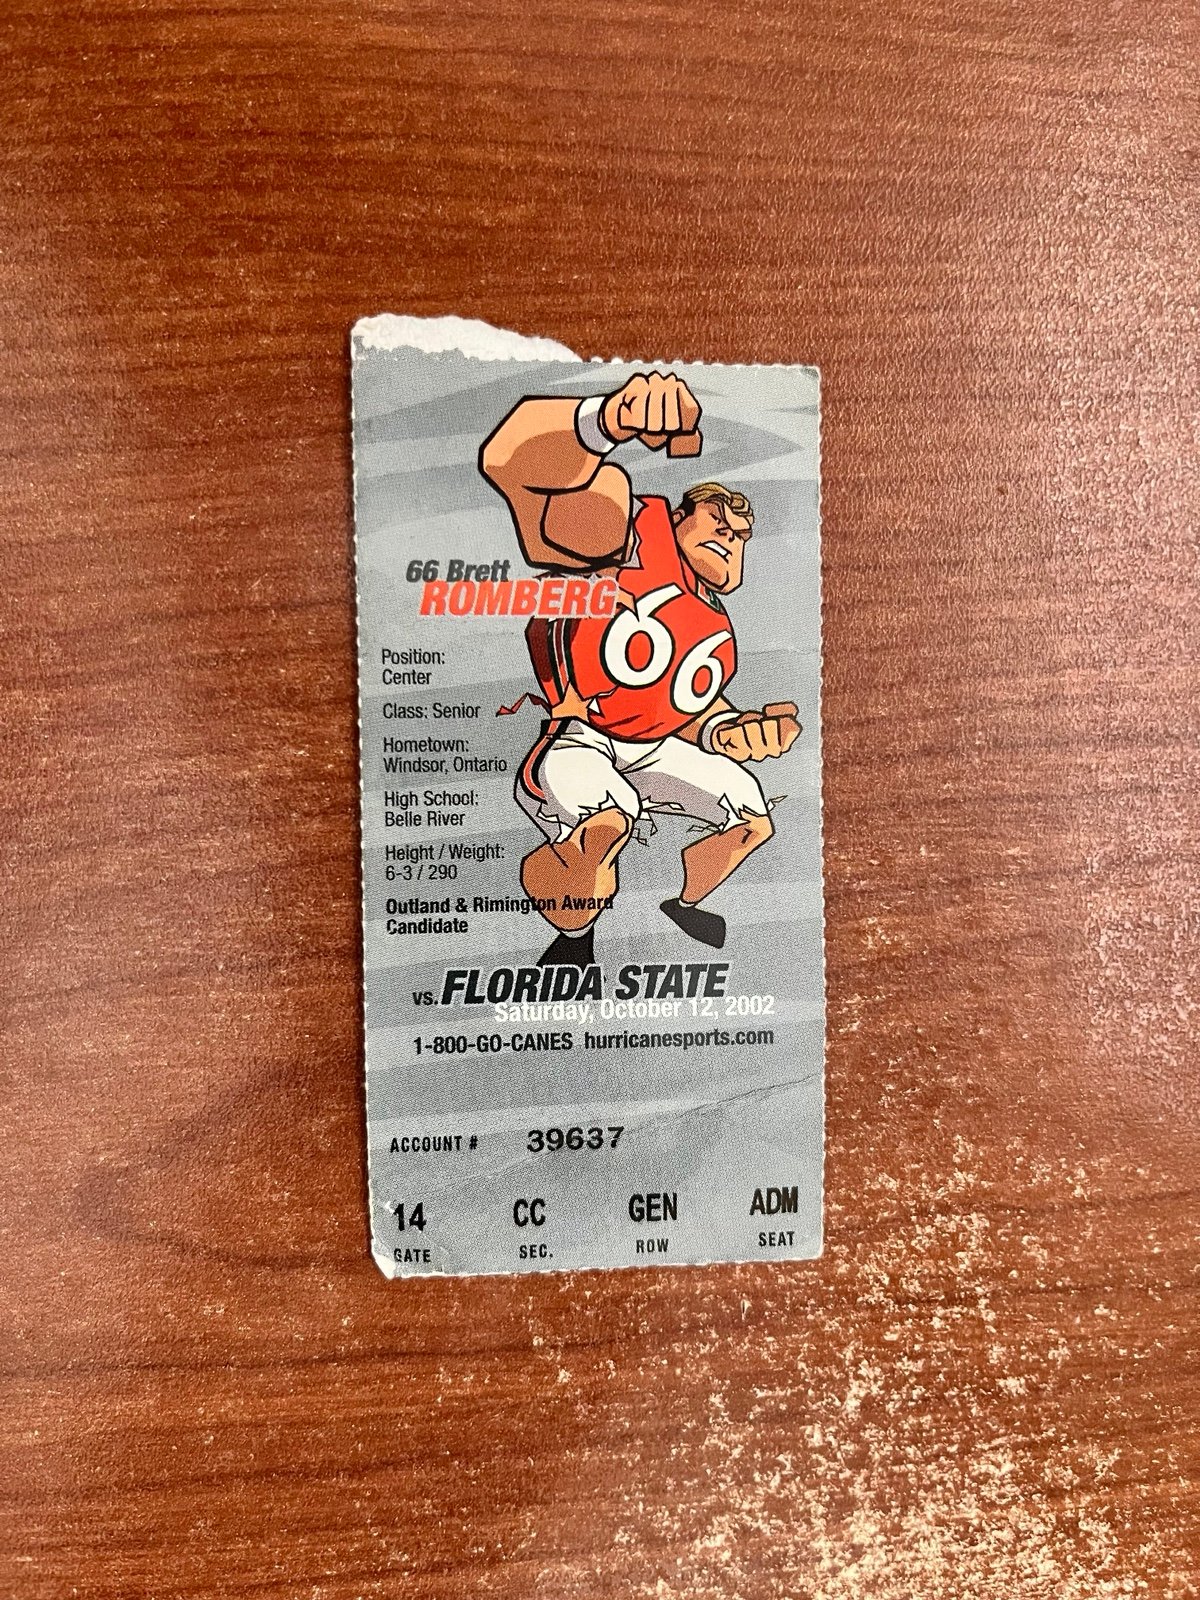 66 Brett
ROMBERG
66
Position:
Center
Class: Senior
Hometown:
Windsor, Ontario
High School:
Belle River
Height / Weight:
6-3 / 290
Outland & Rimington Award
Candidate
vs. FLORIDA STATE
Saturday, October 12, 2002
1-800-GO-CANES hurricanesports.com
ACCOUNT # 39637
14 CC GEN ADM
GATE SEC. ROW SEAT